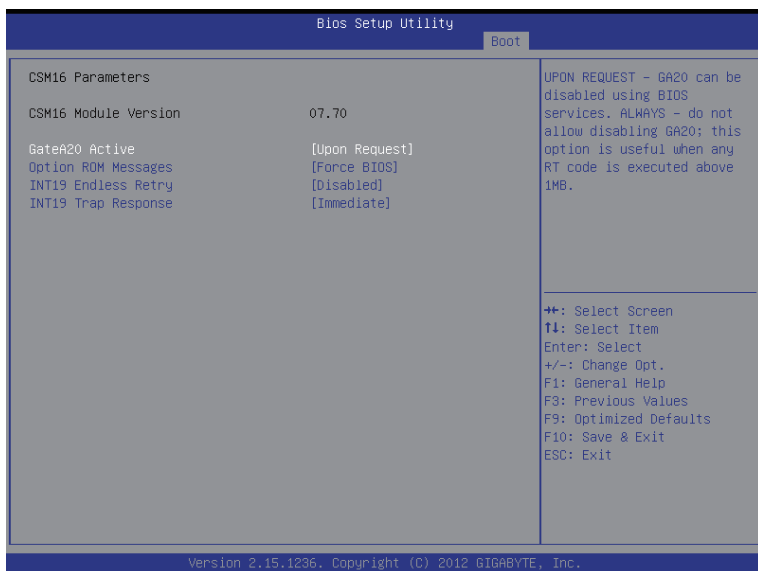 Bios Setup Utility
Boot
CSM16 Parameters
CSM16 Module Version 07.70
GateA20 Active [Upon Request]
Option ROM Messages [Force BIOS]
INT19 Endless Retry [Disabled]
INT19 Trap Response [Immediate]
UPON REQUEST – GA20 can be
disabled using BIOS
services. ALWAYS – do not
allow disabling GA20; this
option is useful when any
RT code is executed above
1MB.
→←: Select Screen
↑↓: Select Item
Enter: Select
+/-: Change Opt.
F1: General Help
F3: Previous Values
F9: Optimized Defaults
F10: Save & Exit
ESC: Exit
Version 2.15.1236. Copyright (C) 2012 GIGABYTE, Inc.